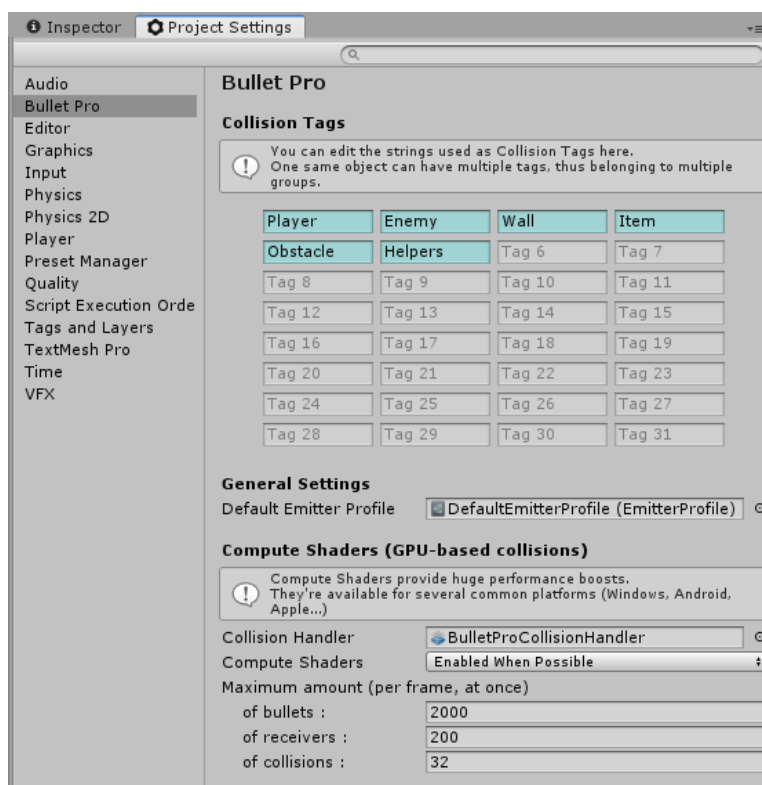 Inspector
Project Settings
Audio
Bullet Pro
Editor
Graphics
Input
Physics
Physics 2D
Player
Preset Manager
Quality
Script Execution Orde
Tags and Layers
TextMesh Pro
Time
VFX
Bullet Pro
Collision Tags
You can edit the strings used as Collision Tags here.
One same object can have multiple tags, thus belonging to multiple
groups.
Player Enemy Wall Item
Obstacle Helpers Tag 6 Tag 7
Tag 8 Tag 9 Tag 10 Tag 11
Tag 12 Tag 13 Tag 14 Tag 15
Tag 16 Tag 17 Tag 18 Tag 19
Tag 20 Tag 21 Tag 22 Tag 23
Tag 24 Tag 25 Tag 26 Tag 27
Tag 28 Tag 29 Tag 30 Tag 31
General Settings
Default Emitter Profile DefaultEmitterProfile (EmitterProfile)
Compute Shaders (GPU-based collisions)
Compute Shaders provide huge performance boosts.
They're available for several common platforms (Windows, Android,
Apple...)
Collision Handler BulletProCollisionHandler
Compute Shaders Enabled When Possible
Maximum amount (per frame, at once)
of bullets : 2000
of receivers : 200
of collisions : 32